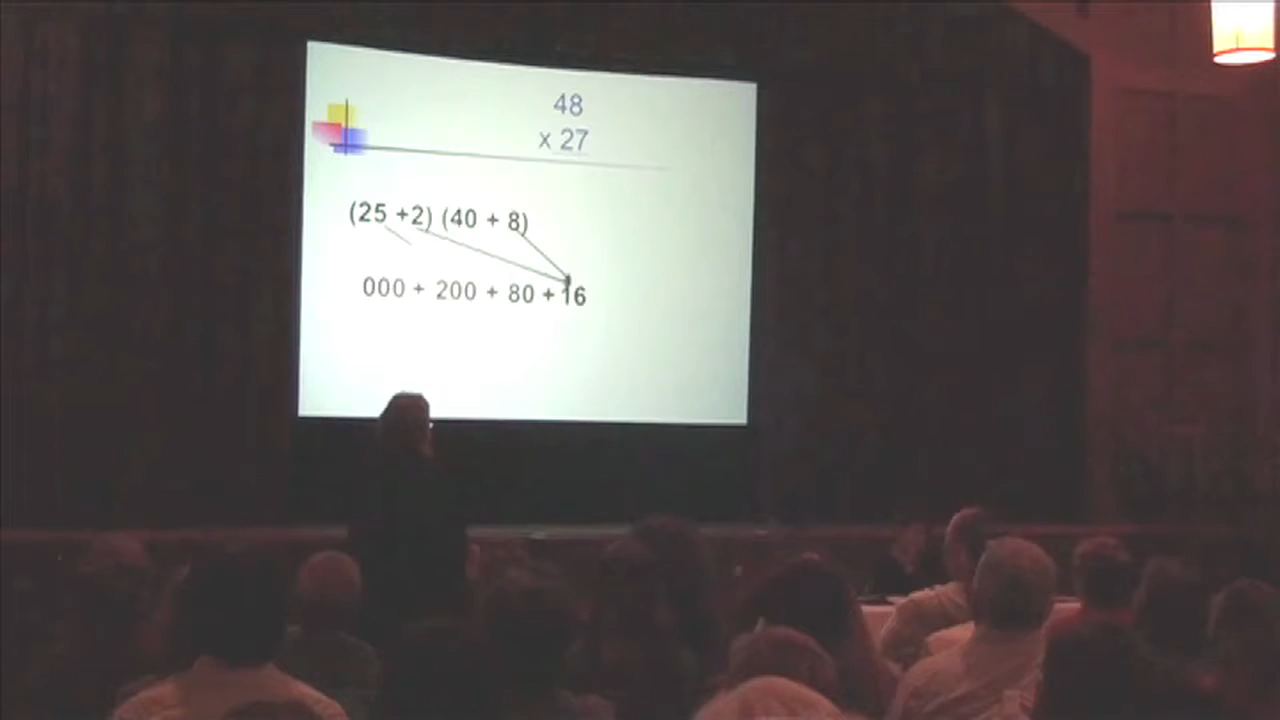 48
x 27
(25 +2) (40 + 8)
000 + 200 + 80 + 16